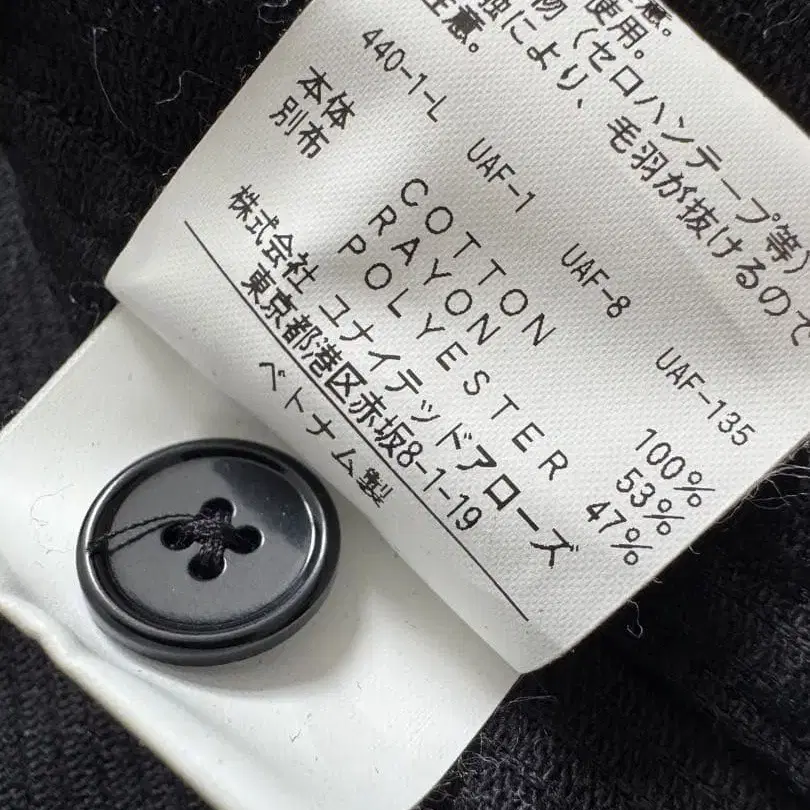 意。
使用。
物（セロハンテープ等）
独により、毛羽が抜けるので
注意。
440-1-L UAF-1 UAF-8 UAF-135
本体 COTTON 100%
別布 RAYON 53%
POLYESTER 47%
株式会社 ユナイテッドアローズ
東京都港区赤坂8-1-19
ベトナム製